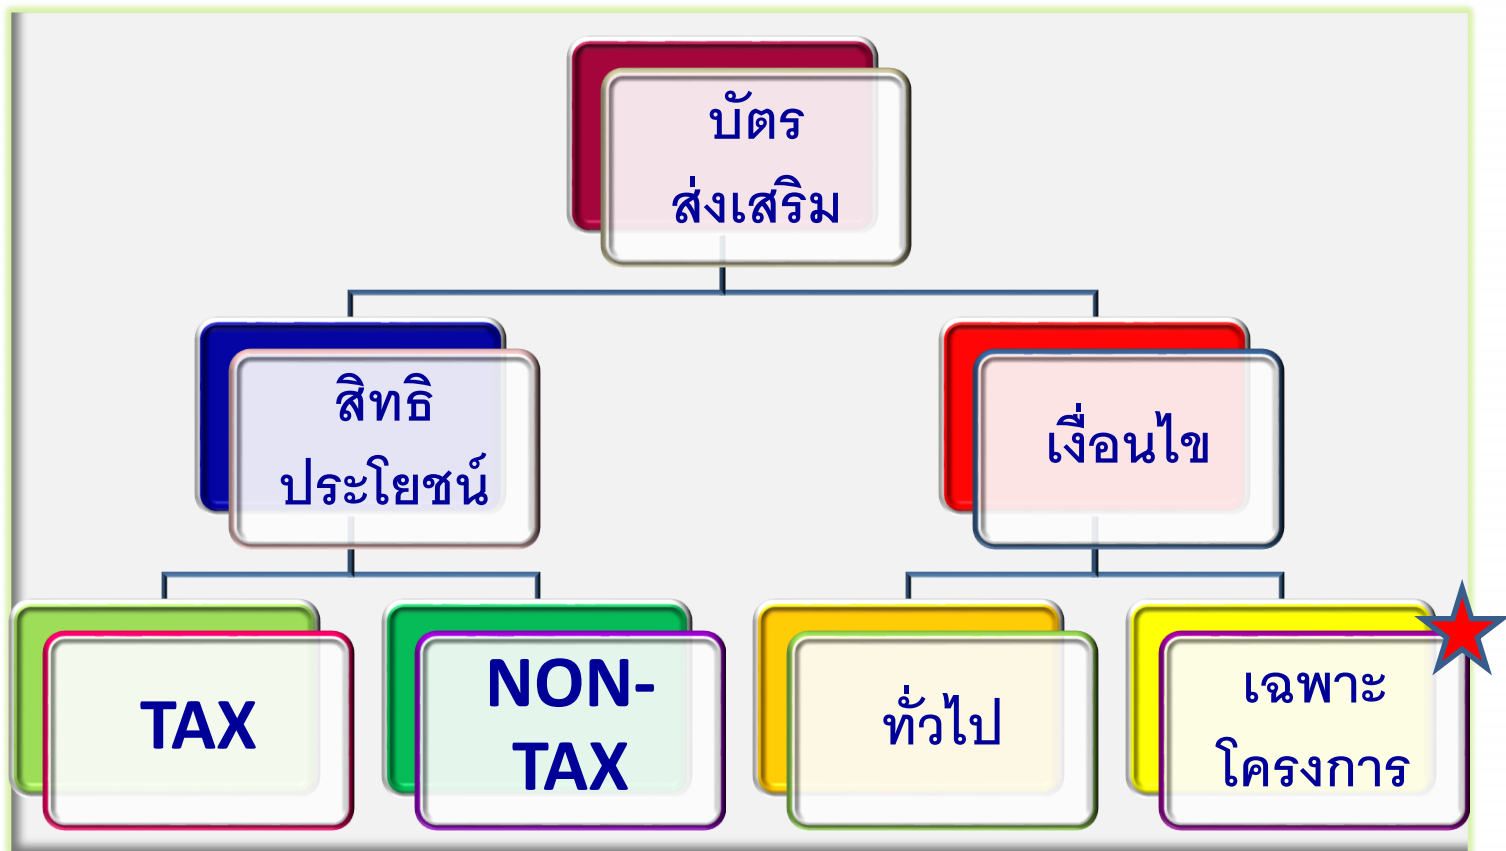 บัตร
ส่งเสริม
สิทธิ
ประโยชน์
เงื่อนไข
TAX
NON-
TAX
ทั่วไป
เฉพาะ
โครงการ